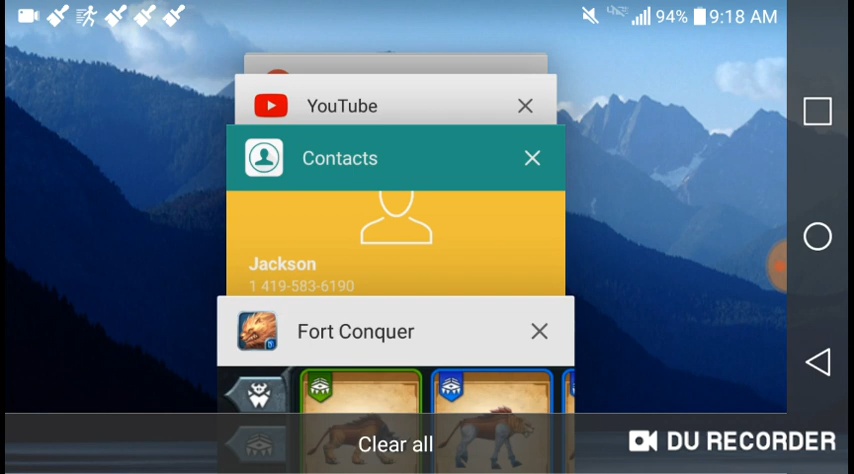 94% 9:18 AM
YouTube
Contacts
Jackson
1 419-583-6190
Fort Conquer
Clear all
DU RECORDER